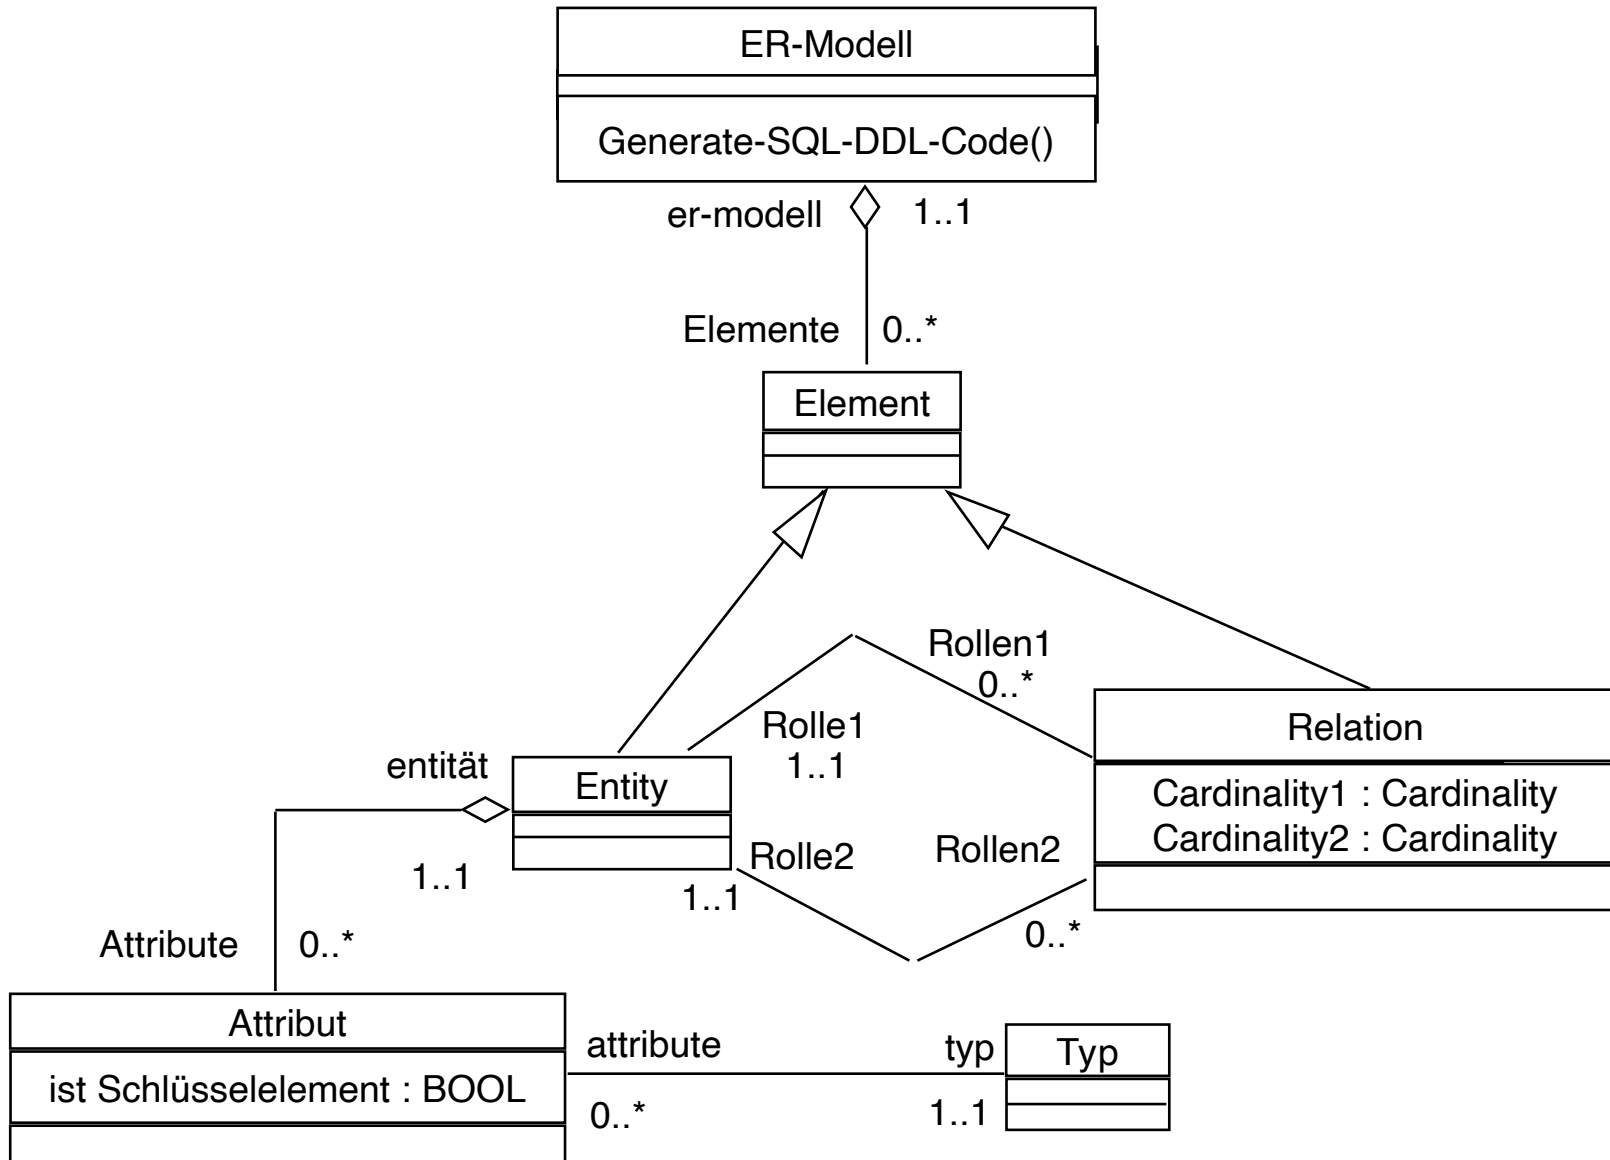 ER-Modell
Generate-SQL-DDL-Code()
er-modell
1..1
Elemente
0..*
Element
Rollen1
0..*
Rolle1
1..1
Relation
Cardinality1 : Cardinality
Cardinality2 : Cardinality
entität
Entity
1..1
Rolle2
1..1
Rollen2
0..*
Attribute
0..*
Attribut
ist Schlüsselelement : BOOL
attribute
0..*
typ
1..1
Typ